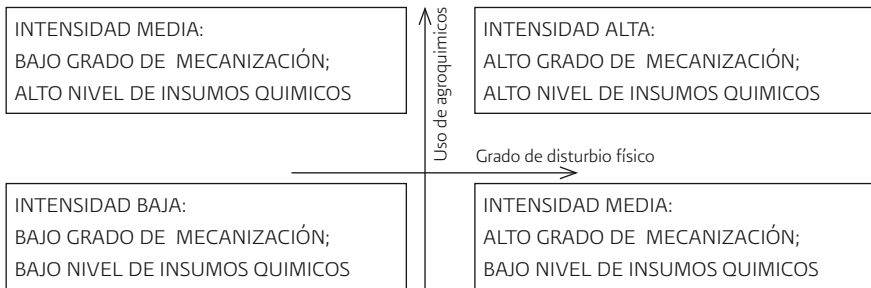 INTENSIDAD MEDIA:
BAJO GRADO DE MECANIZACIÓN;
ALTO NIVEL DE INSUMOS QUIMICOS
Uso de agroquimicos
INTENSIDAD ALTA:
ALTO GRADO DE MECANIZACIÓN;
ALTO NIVEL DE INSUMOS QUIMICOS
Grado de disturbio físico
INTENSIDAD BAJA:
BAJO GRADO DE MECANIZACIÓN;
BAJO NIVEL DE INSUMOS QUIMICOS
INTENSIDAD MEDIA:
ALTO GRADO DE MECANIZACIÓN;
BAJO NIVEL DE INSUMOS QUIMICOS